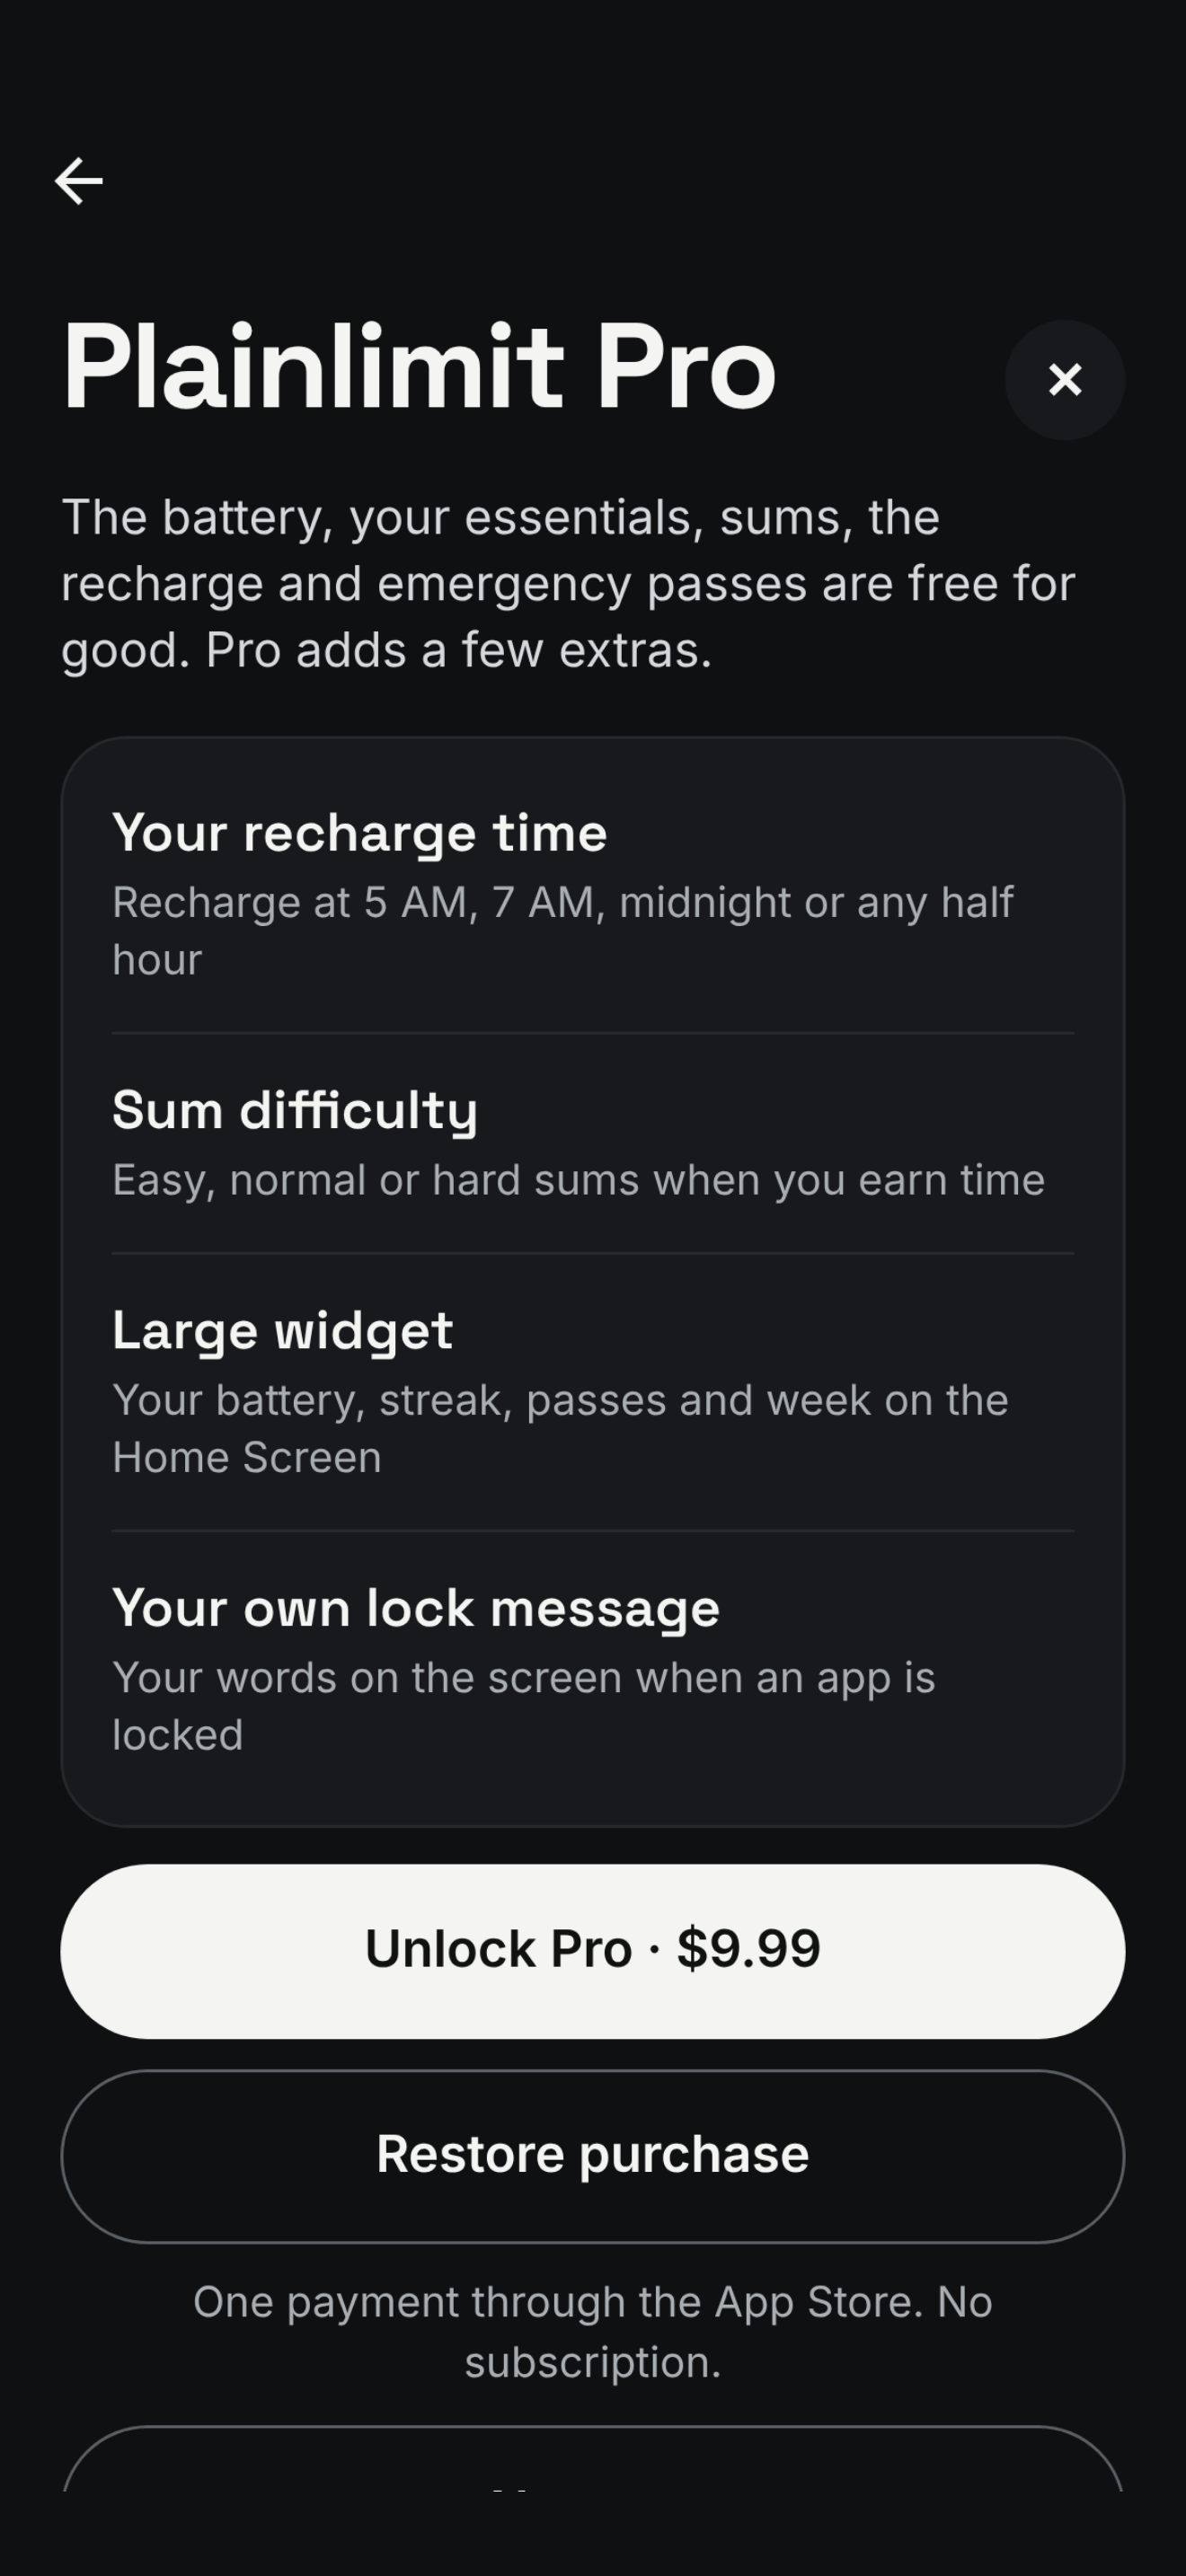 Plainlimit Pro
The battery, your essentials, sums, the
recharge and emergency passes are free for
good. Pro adds a few extras.
Your recharge time
Recharge at 5 AM, 7 AM, midnight or any half
hour
Sum difficulty
Easy, normal or hard sums when you earn time
Large widget
Your battery, streak, passes and week on the
Home Screen
Your own lock message
Your words on the screen when an app is
locked
Unlock Pro · $9.99
Restore purchase
One payment through the App Store. No
subscription.